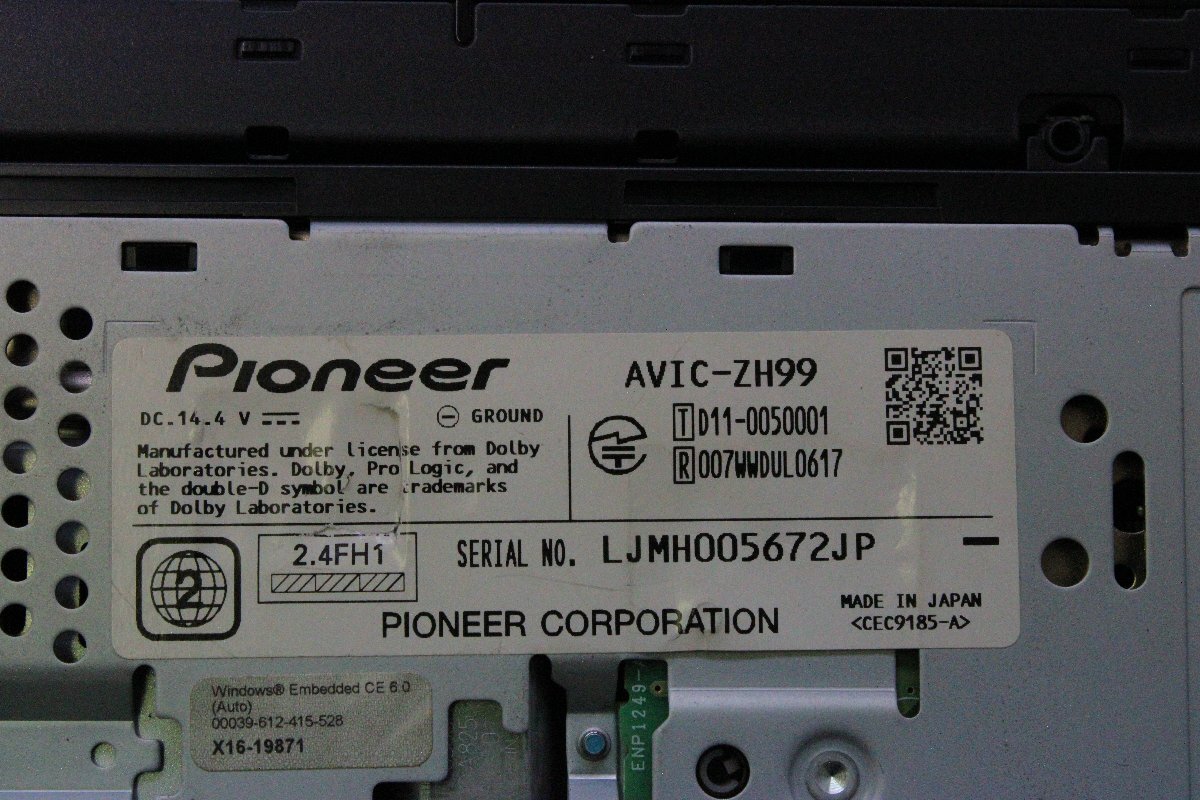 Pioneer
AVIC-ZH99
DC.14.4 V
GROUND
Manufactured under license from Dolby
Laboratories. Dolby, Pro Logic, and
the double-D symbol are trademarks
of Dolby Laboratories.
T D11-0050001
R 007WWDUL0617
2
2.4FH1
SERIAL NO. LJMH005672JP
PIONEER CORPORATION
MADE IN JAPAN
<CEC9185-A>
Windows® Embedded CE 6.0
(Auto)
00039-612-415-528
X16-19871
ENP1249-